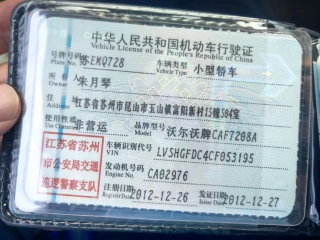 中华人民共和国机动车行驶证
Vehicle License of the People's Republic of China
号牌号码 苏EMQ728 车辆类型 小型轿车
Plate No. Vehicle Type
所有人 朱月琴
Owner
住址 江苏省苏州市昆山市玉山镇富阳新村15幢504室
使用性质 非营运 品牌型号 沃尔沃牌CAF7208A
Model
江苏省苏州市公安局交通巡逻警察支队
车辆识别代号 LVSHGFDC4CF053195
VIN
发动机号码 CA02976
Engine No.
注册日期 2012-12-26 发证日期 2012-12-27
Register Date Issue Date